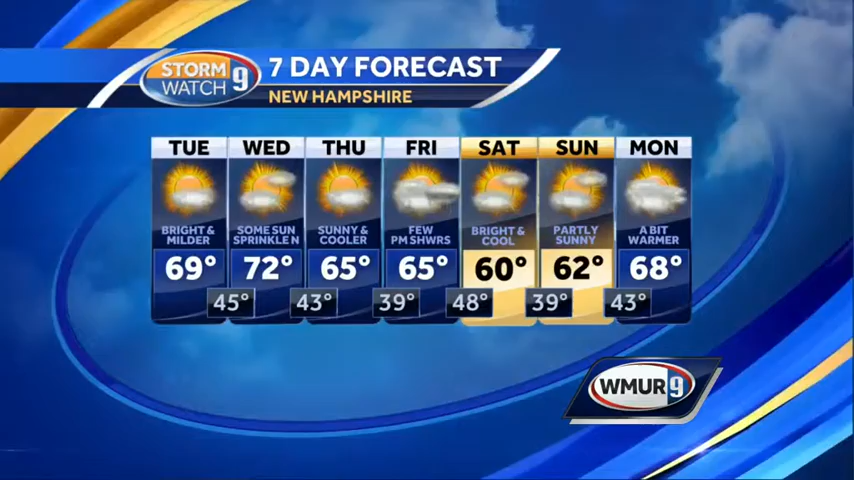 STORM
WATCH 9
7 DAY FORECAST
NEW HAMPSHIRE
TUE WED THU FRI SAT SUN MON
BRIGHT & SOME SUN SUNNY & FEW BRIGHT & PARTLY A BIT
MILDER SPRINKLE N COOLER PM SHWRS COOL SUNNY WARMER
69° 72° 65° 65° 60° 62° 68°
45° 43° 39° 48° 39° 43°
WMUR 9